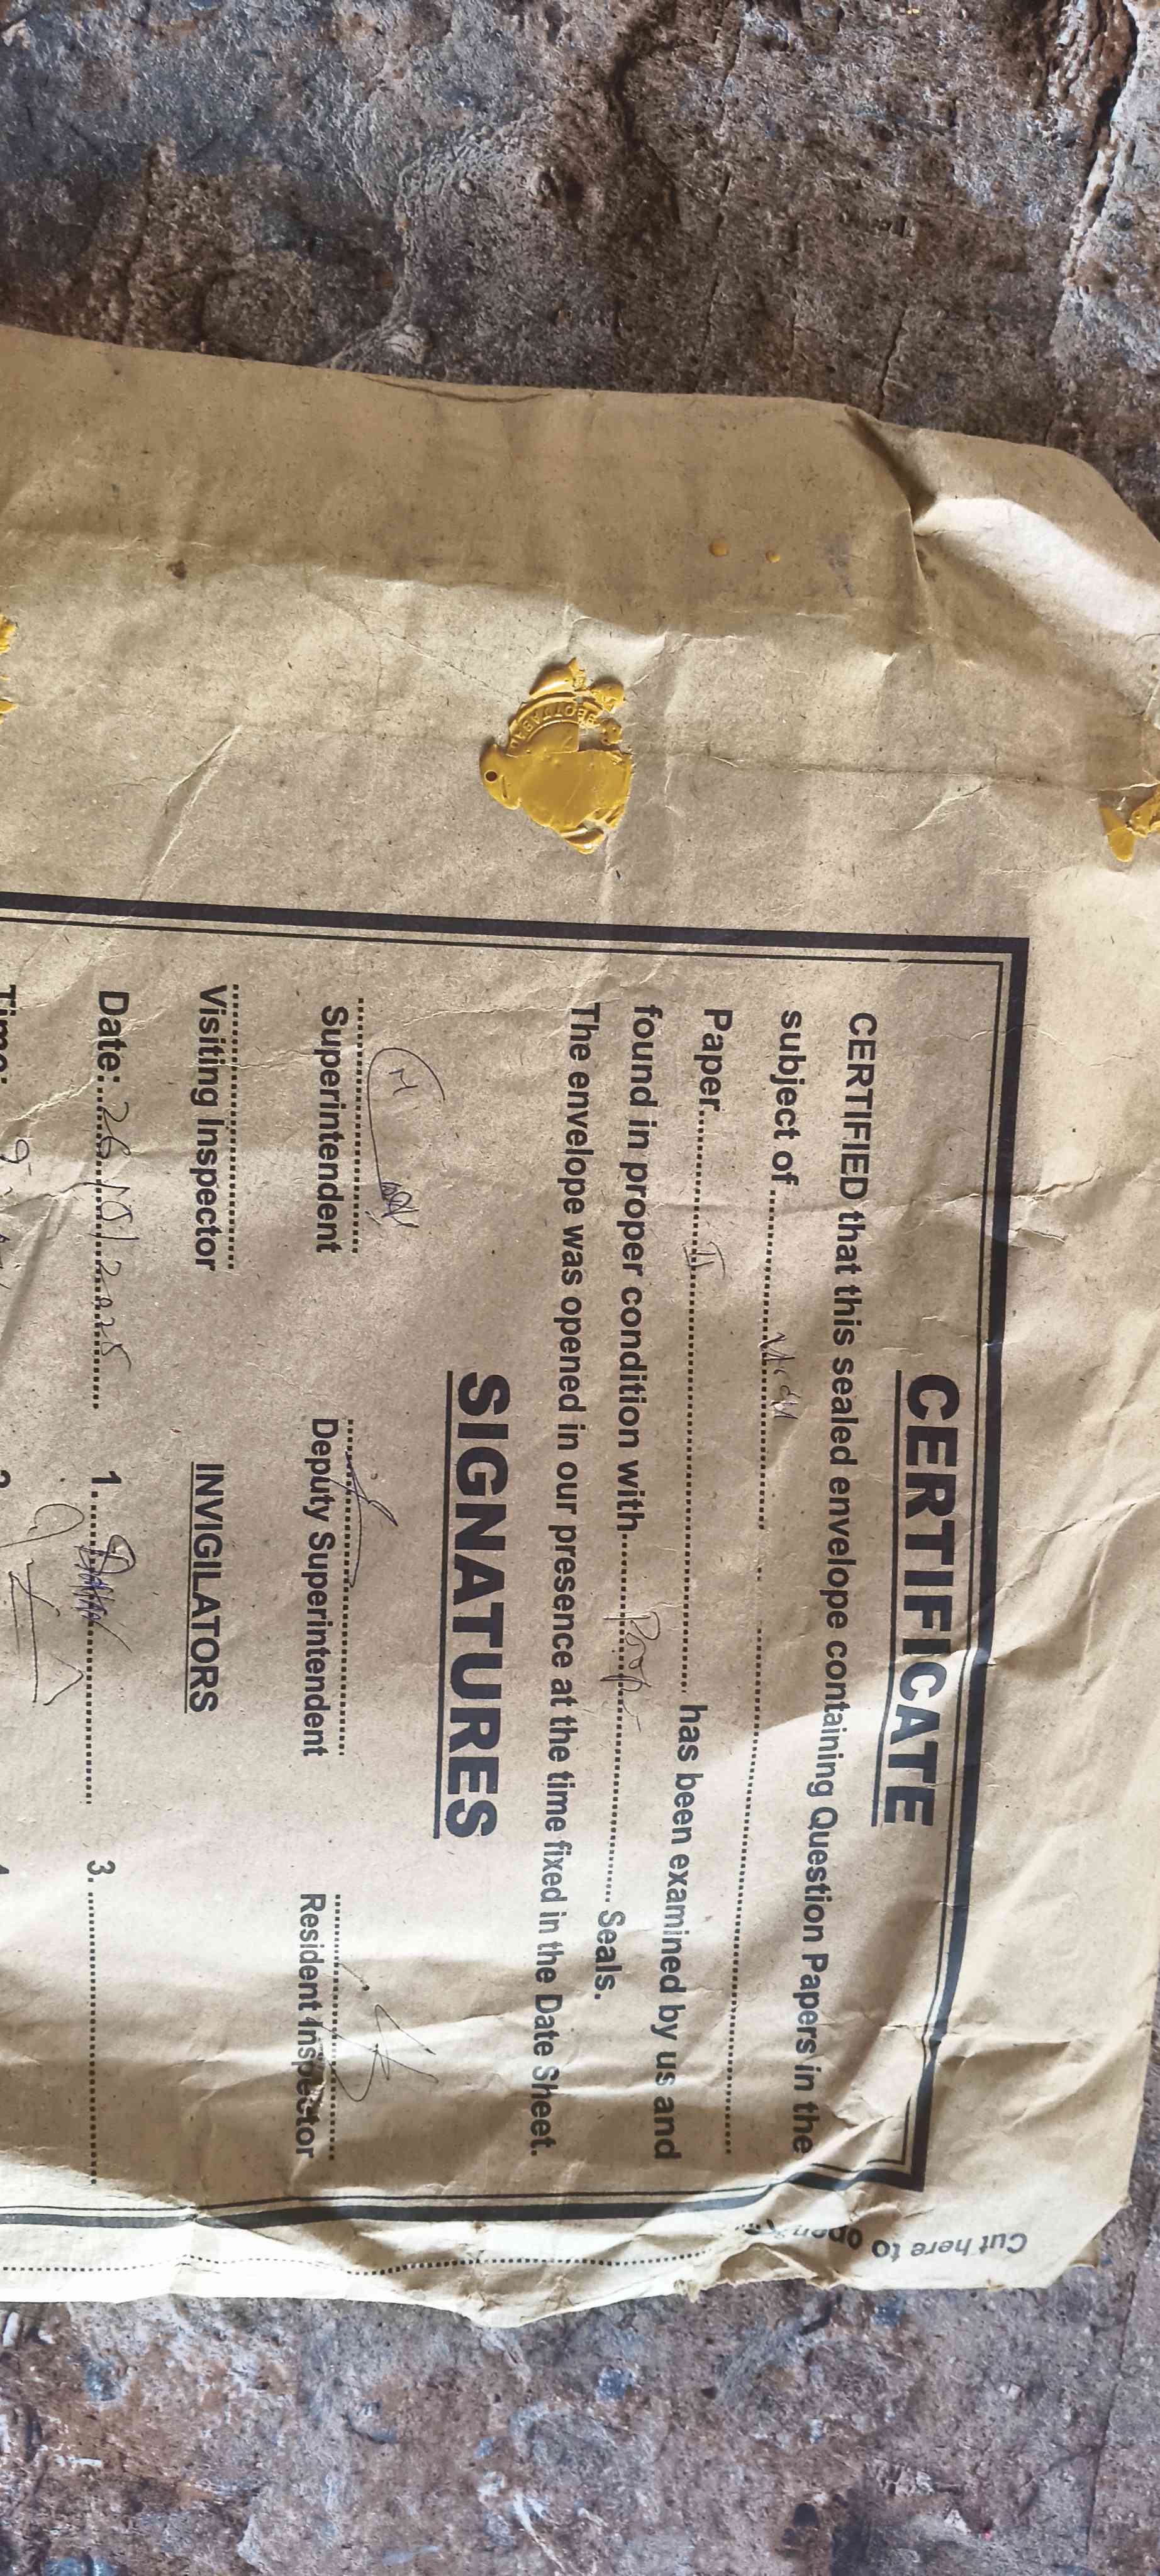 CERTIFICATE
CERTIFIED that this sealed envelope containing Question Papers in the
subject of ........................................
Paper........II........ has been examined by us and
found in proper condition with................ Seals.
The envelope was opened in our presence at the time fixed in the Date Sheet.
SIGNATURES
Superintendent Deputy Superintendent Resident Inspector
Visiting Inspector INVIGILATORS
Date: 1. 3.
Time:
Cut here to open